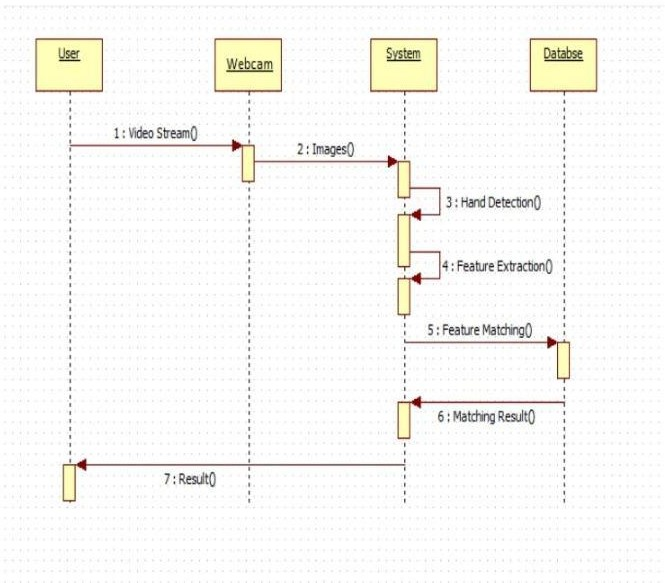 User
Webcam
System
Databse
1 : Video Stream()
2 : Images()
3 : Hand Detection()
4 : Feature Extraction()
5 : Feature Matching()
6 : Matching Result()
7 : Result()